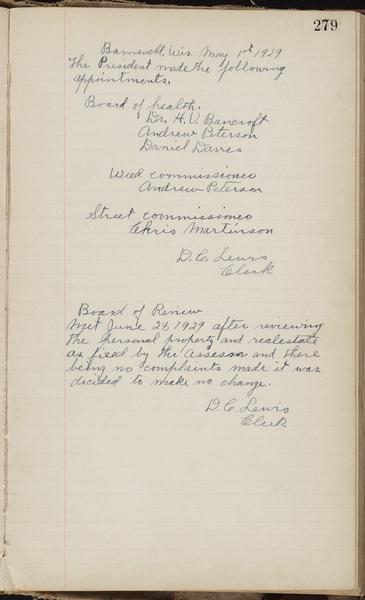 279
Barneveld, Wis. May 1st 1929
The President made the following
appointments.
Board of health.
Dr. H. V. Bancroft
Andrew Peterson
Daniel Davies
Weed commissioner
Andrew Peterson
Street commissioner
Chris Martinson
D. C. Lewis
Clerk
Board of Review
Met June 24, 1929 after reviewing
the personal property and realestate
as fixed by the Assessor and there
being no complaints made it was
decided to make no change.
D. C. Lewis
Clerk